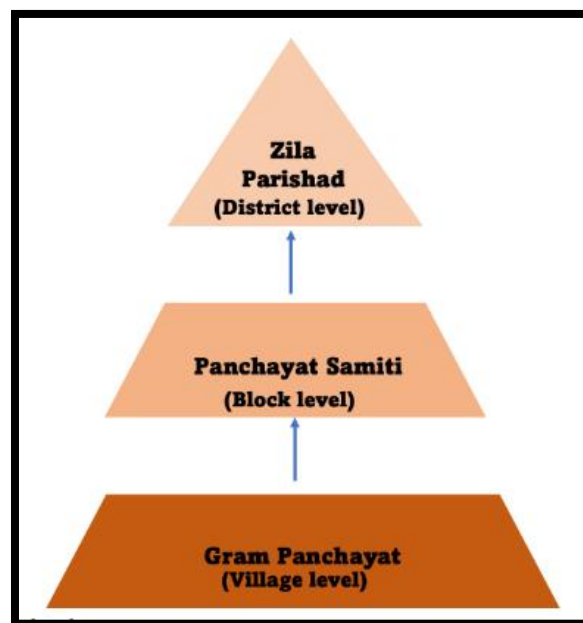 Zila
Parishad
(District level)
Panchayat Samiti
(Block level)
Gram Panchayat
(Village level)